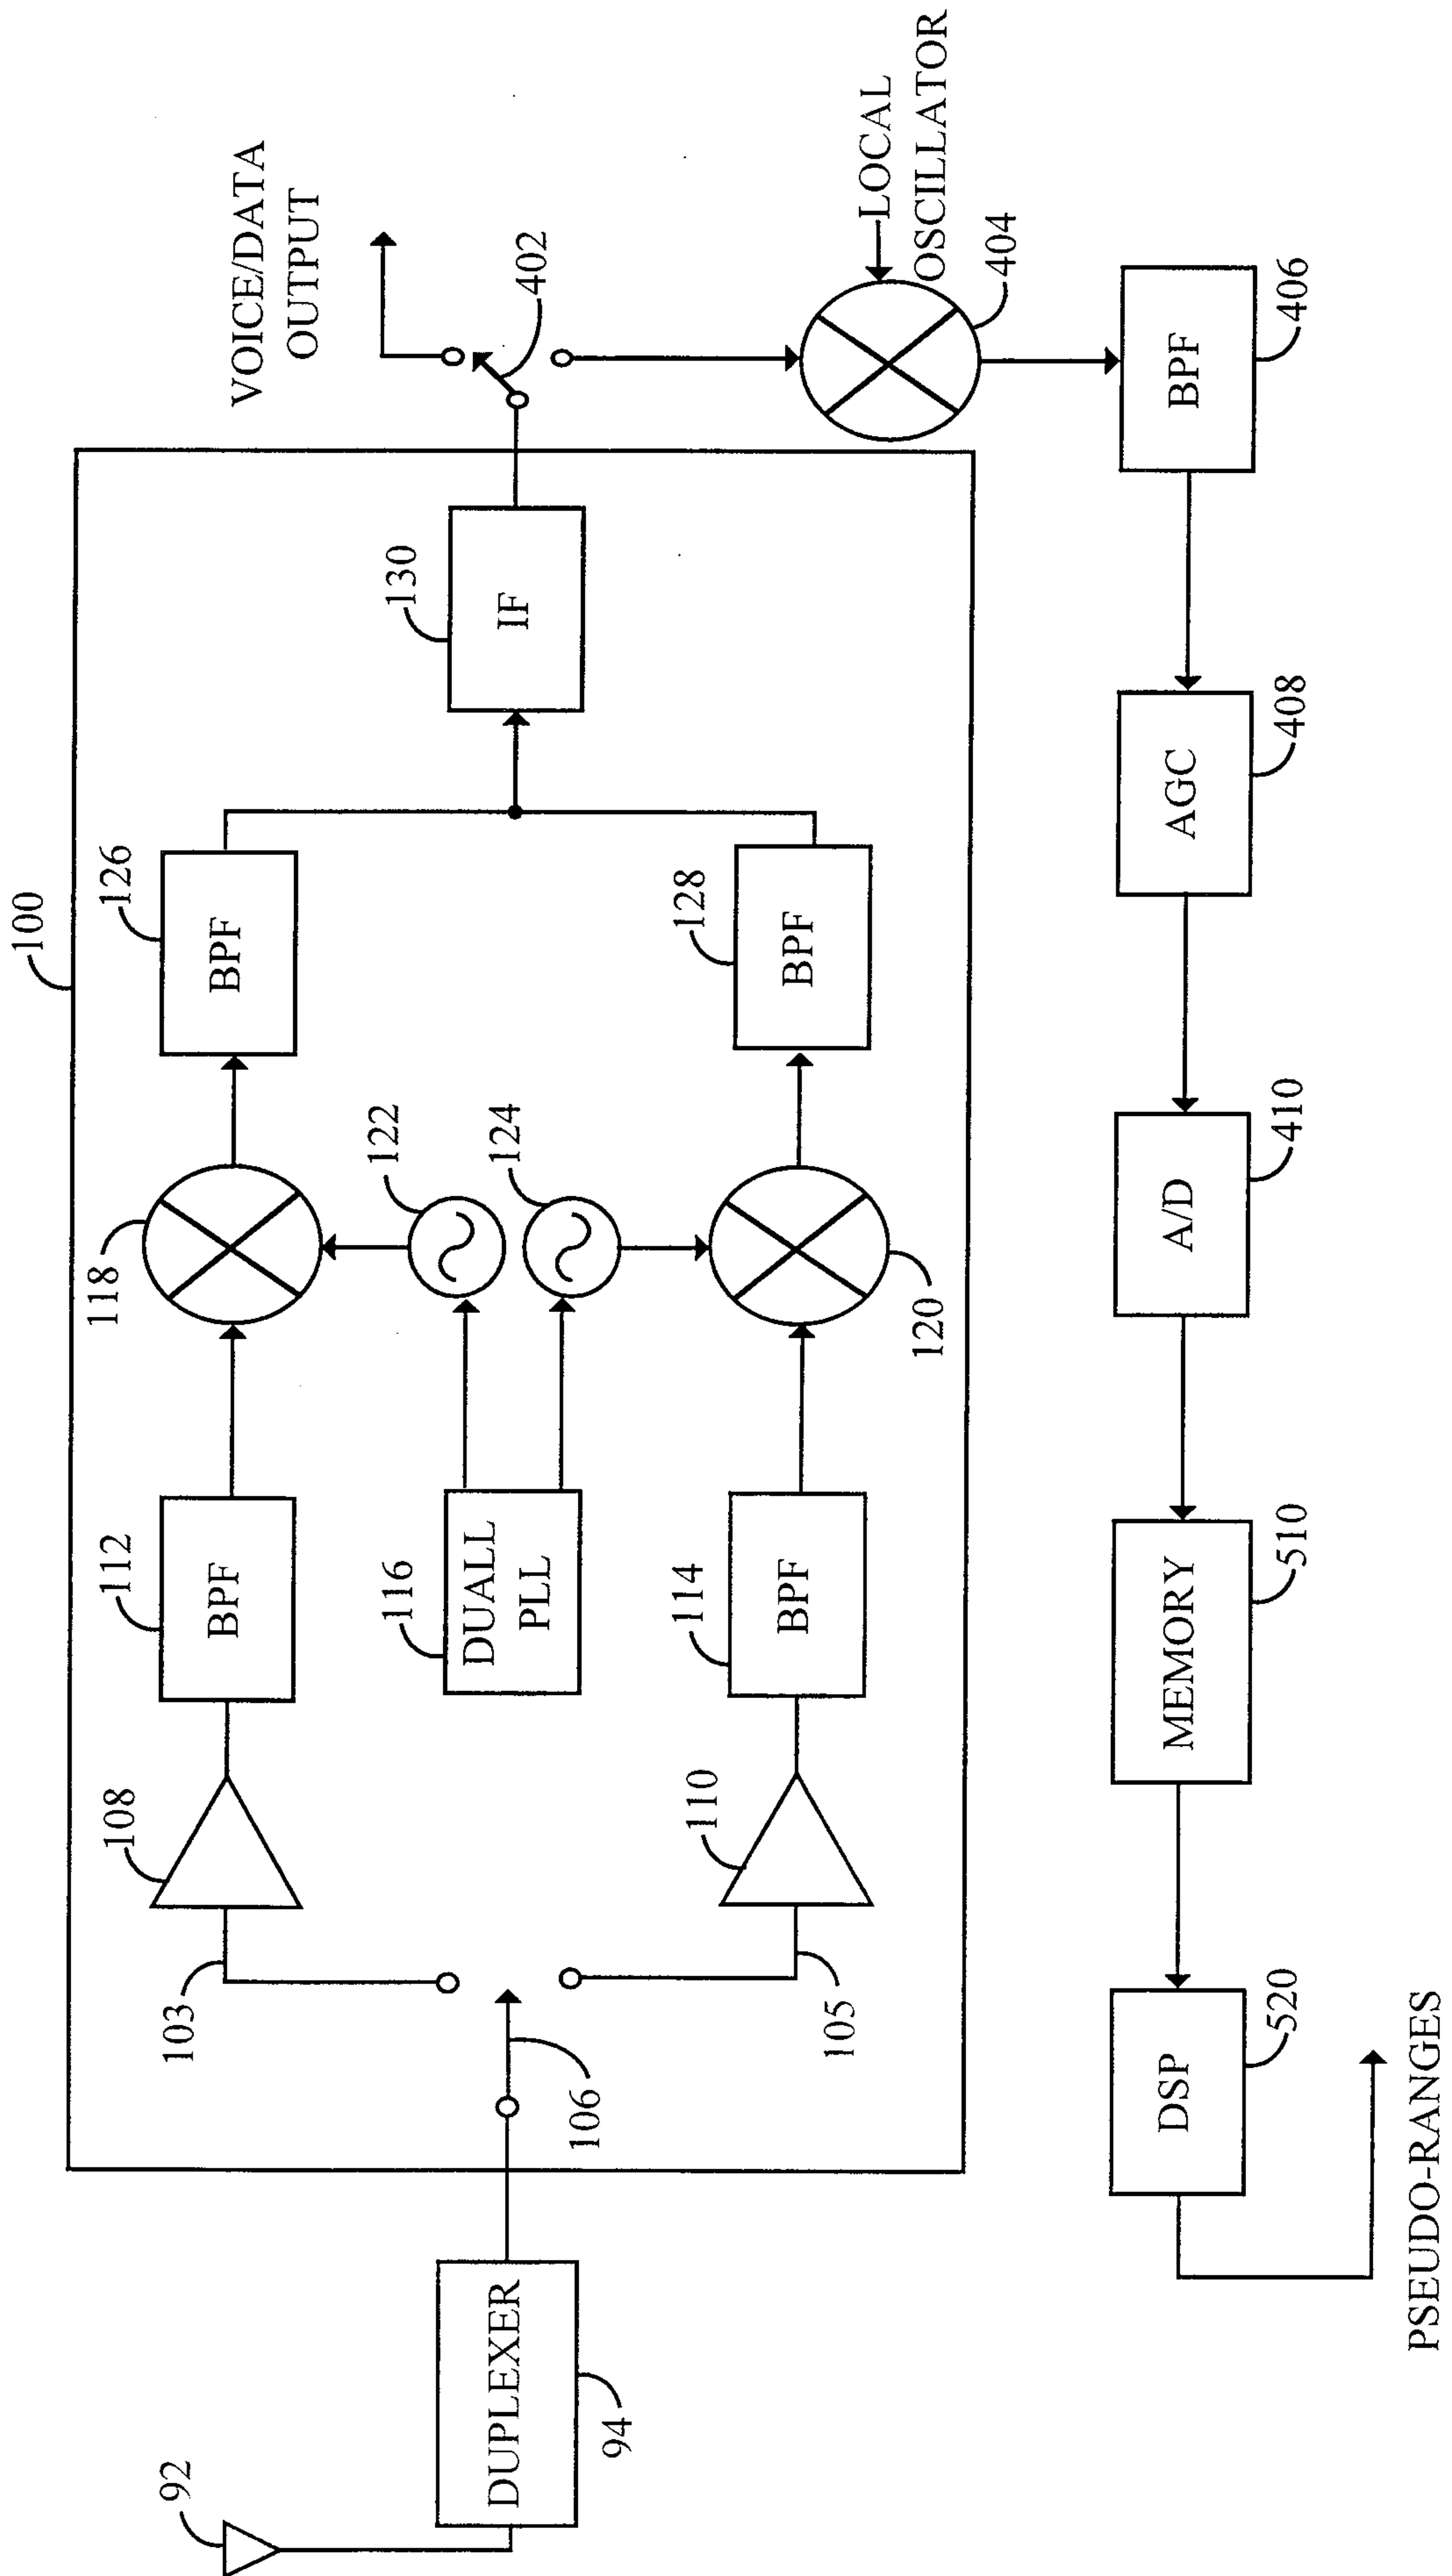 100
VOICE/DATA
OUTPUT
92
DUPLEXER
94
106
103
108
112
BPF
118
126
BPF
116
DUALL
PLL
122
124
130
IF
402
105
110
114
BPF
120
128
BPF
LOCAL
OSCILLATOR
404
BPF
406
AGC
408
A/D
410
MEMORY
510
DSP
520
PSEUDO-RANGES